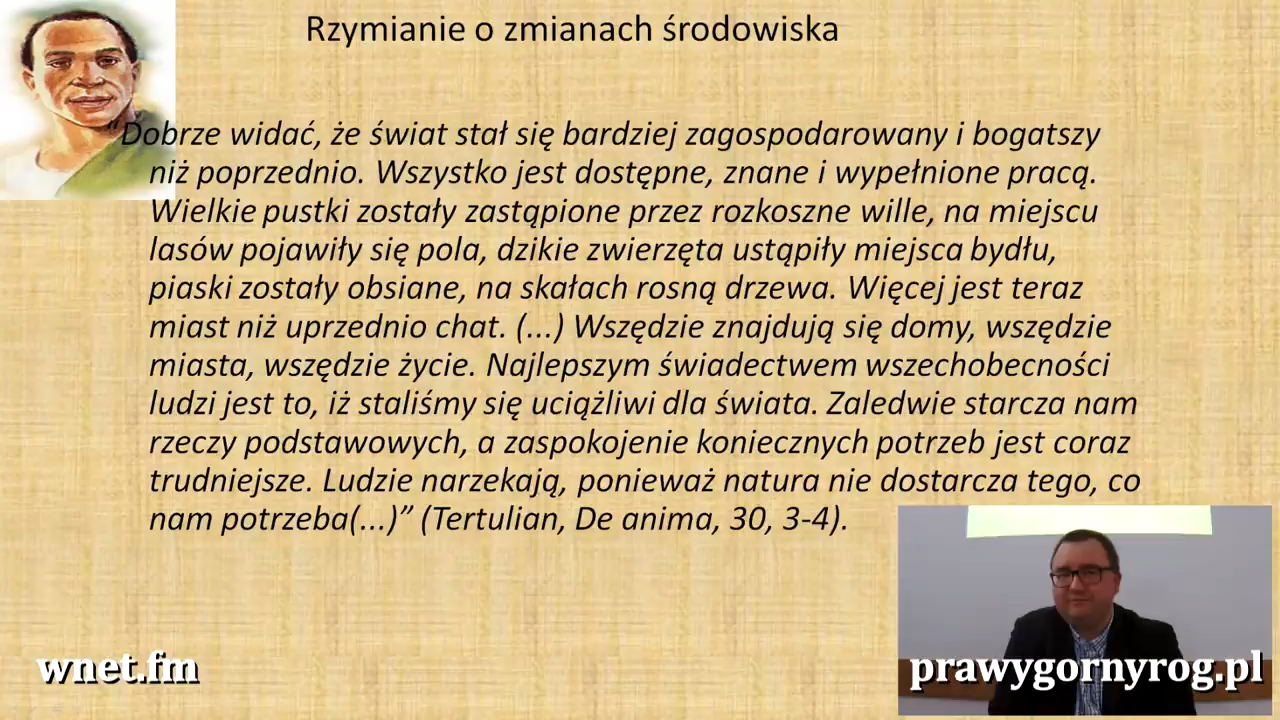 Rzymianie o zmianach środowiska
“Dobrze widać, że świat stał się bardziej zagospodarowany i bogatszy
niż poprzednio. Wszystko jest dostępne, znane i wypełnione pracą.
Wielkie pustki zostały zastąpione przez rozkoszne wille, na miejscu
lasów pojawiły się pola, dzikie zwierzęta ustąpiły miejsca bydłu,
piaski zostały obsiane, na skałach rosną drzewa. Więcej jest teraz
miast niż uprzednio chat. (...) Wszędzie znajdują się domy, wszędzie
miasta, wszędzie życie. Najlepszym świadectwem wszechobecności
ludzi jest to, iż staliśmy się uciążliwi dla świata. Zaledwie starcza nam
rzeczy podstawowych, a zaspokojenie koniecznych potrzeb jest coraz
trudniejsze. Ludzie narzekają, ponieważ natura nie dostarcza tego, co
nam potrzeba(...)” (Tertulian, De anima, 30, 3-4).
wnet.fm
prawygornyrog.pl